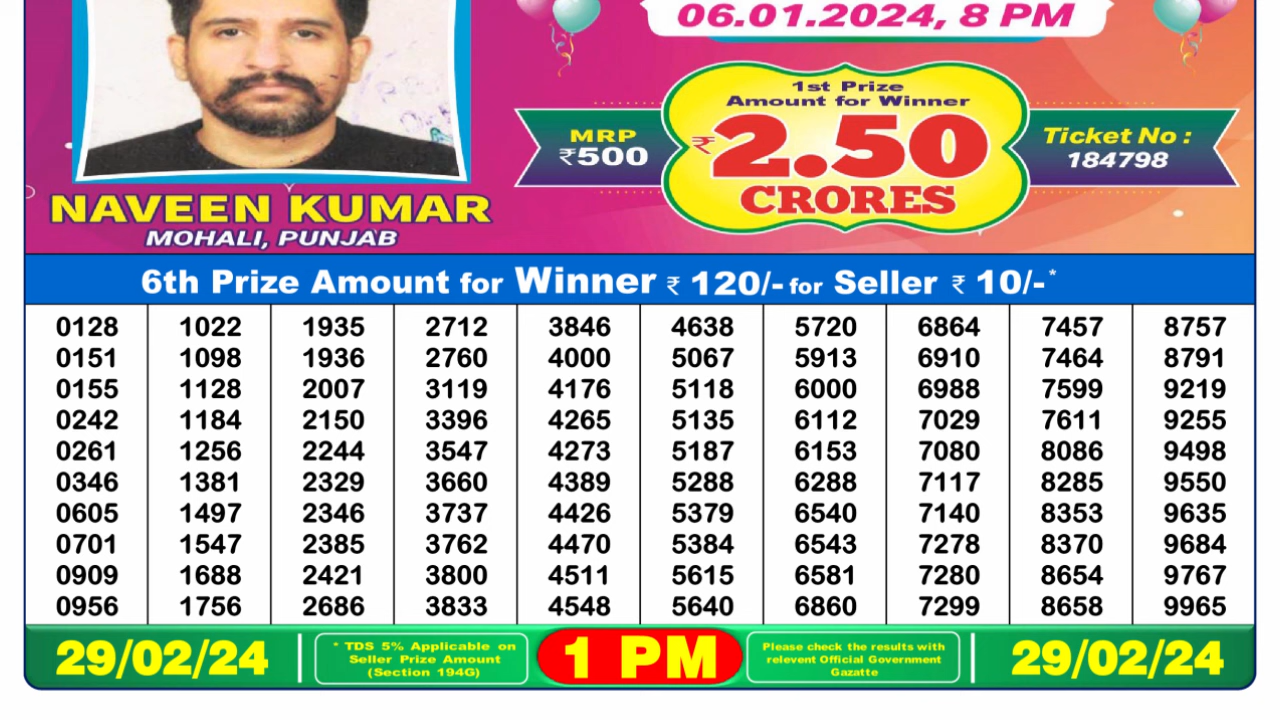 06.01.2024, 8 PM
1st Prize
Amount for Winner
MRP
₹500
₹2.50
CRORES
Ticket No :
184798
NAVEEN KUMAR
MOHALI, PUNJAB
6th Prize Amount for Winner ₹ 120/- for Seller ₹ 10/-*
0128 1022 1935 2712 3846 4638 5720 6864 7457 8757
0151 1098 1936 2760 4000 5067 5913 6910 7464 8791
0155 1128 2007 3119 4176 5118 6000 6988 7599 9219
0242 1184 2150 3396 4265 5135 6112 7029 7611 9255
0261 1256 2244 3547 4273 5187 6153 7080 8086 9498
0346 1381 2329 3660 4389 5288 6288 7117 8285 9550
0605 1497 2346 3737 4426 5379 6540 7140 8353 9635
0701 1547 2385 3762 4470 5384 6543 7278 8370 9684
0909 1688 2421 3800 4511 5615 6581 7280 8654 9767
0956 1756 2686 3833 4548 5640 6860 7299 8658 9965
29/02/24
* TDS 5% Applicable on
Seller Prize Amount
(Section 194G)
1 PM
Please check the results with
relevent Official Government
Gazatte
29/02/24